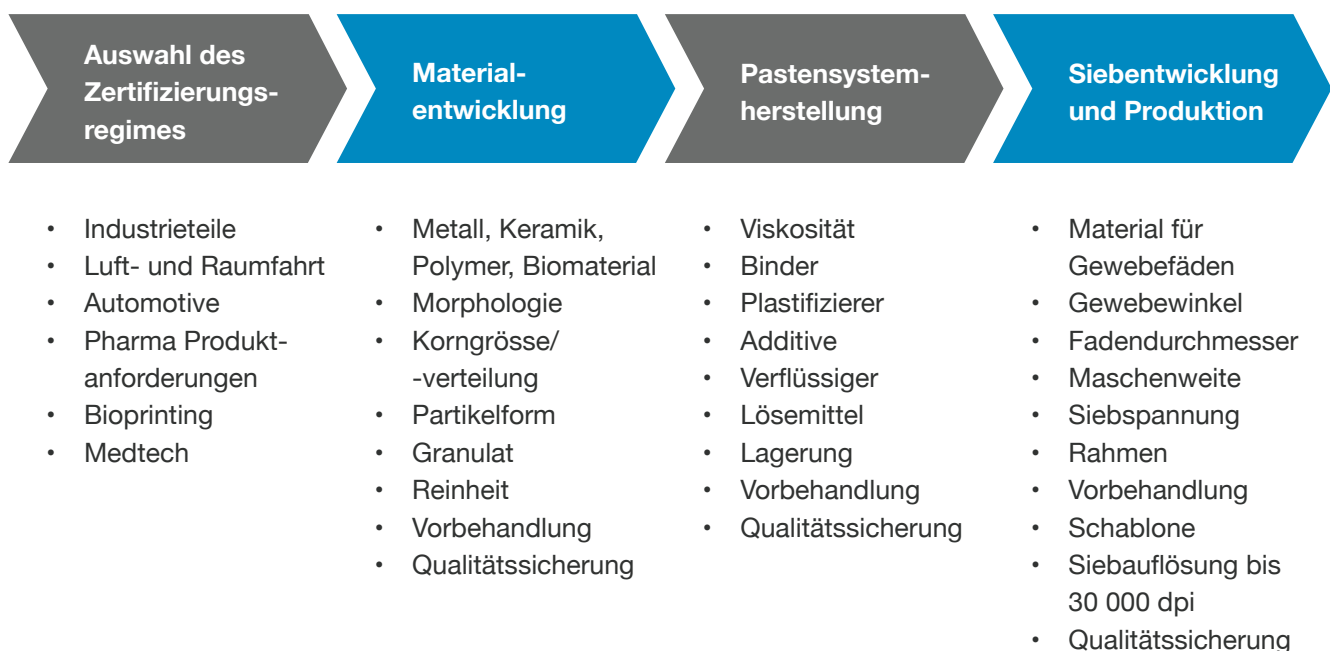 Auswahl des
Zertifizierungs-
regimes
Material-
entwicklung
Pastensystem-
herstellung
Siebentwicklung
und Produktion
• Industrieteile
• Luft- und Raumfahrt
• Automotive
• Pharma Produkt-
anforderungen
• Bioprinting
• Medtech
• Metall, Keramik,
Polymer, Biomaterial
• Morphologie
• Korngrösse/
-verteilung
• Partikelform
• Granulat
• Reinheit
• Vorbehandlung
• Qualitätssicherung
• Viskosität
• Binder
• Plastifizierer
• Additive
• Verflüssiger
• Lösemittel
• Lagerung
• Vorbehandlung
• Qualitätssicherung
• Material für
Gewebefäden
• Gewebewinkel
• Fadendurchmesser
• Maschenweite
• Siebspannung
• Rahmen
• Vorbehandlung
• Schablone
• Siebauflösung bis
30 000 dpi
• Qualitätssicherung